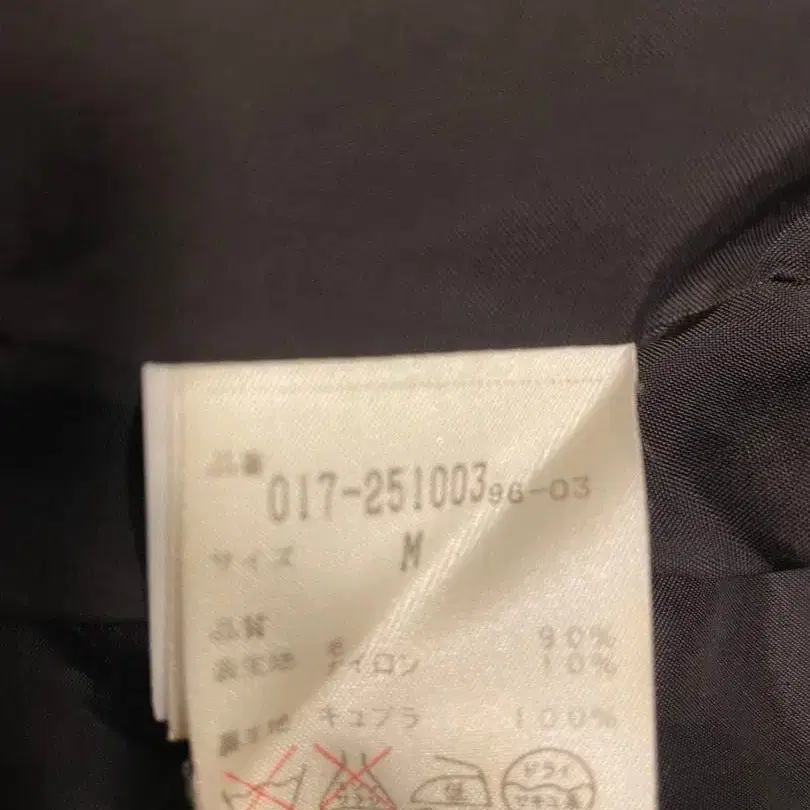 品番
017-251003 96-03
サイズ M
品質
表生地 毛 90%
ナイロン 10%
裏生地 キュプラ 100%
ドライ